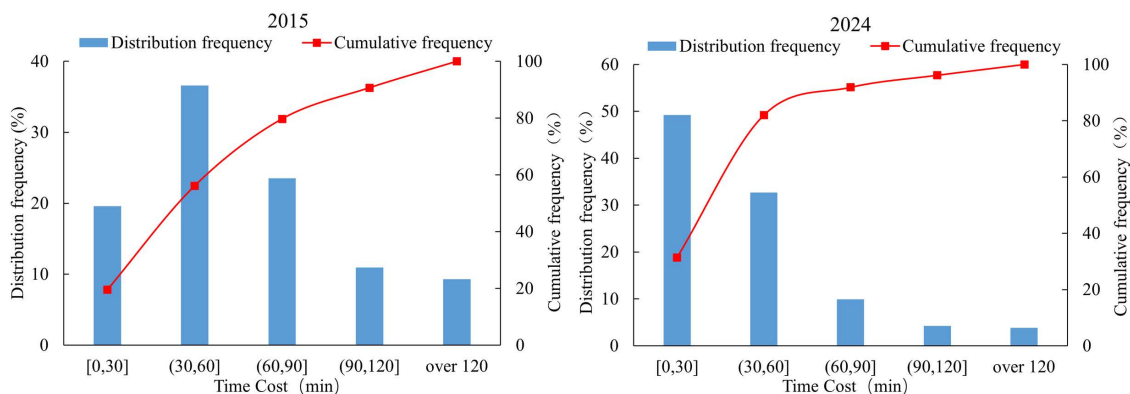 2015
Distribution frequency Cumulative frequency
Distribution frequency (%)
40
30
20
10
0
100
80
60
40
20
0
Cumulative frequency（%）
[0,30] (30,60] (60,90] (90,120] over 120
Time Cost（min）
2024
Distribution frequency Cumulative frequency
Distribution frequency（%）
60
50
40
30
20
10
0
100
80
60
40
20
0
Cumulative frequency（%）
[0,30] (30,60] (60,90] (90,120] over 120
Time Cost（min）